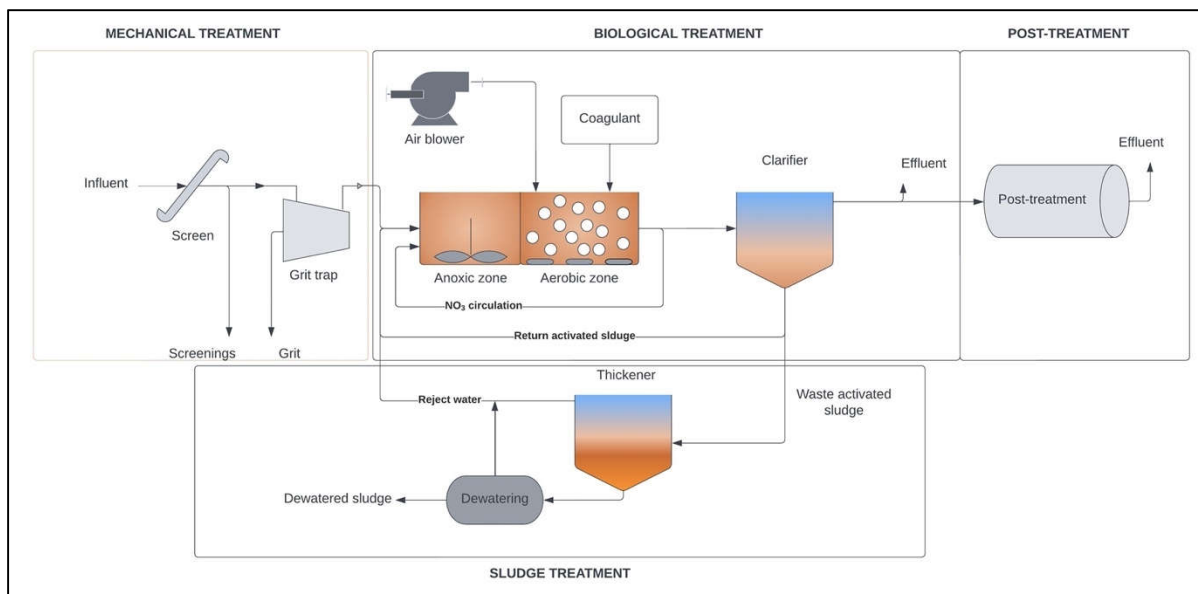 MECHANICAL TREATMENT
BIOLOGICAL TREATMENT
POST-TREATMENT
Air blower
Coagulant
Clarifier
Effluent
Effluent
Influent
Screen
Grit trap
Anoxic zone
Aerobic zone
Post-treatment
NO₃ circulation
Return activated slduge
Screenings
Grit
Thickener
Reject water
Waste activated
sludge
Dewatered sludge
Dewatering
SLUDGE TREATMENT